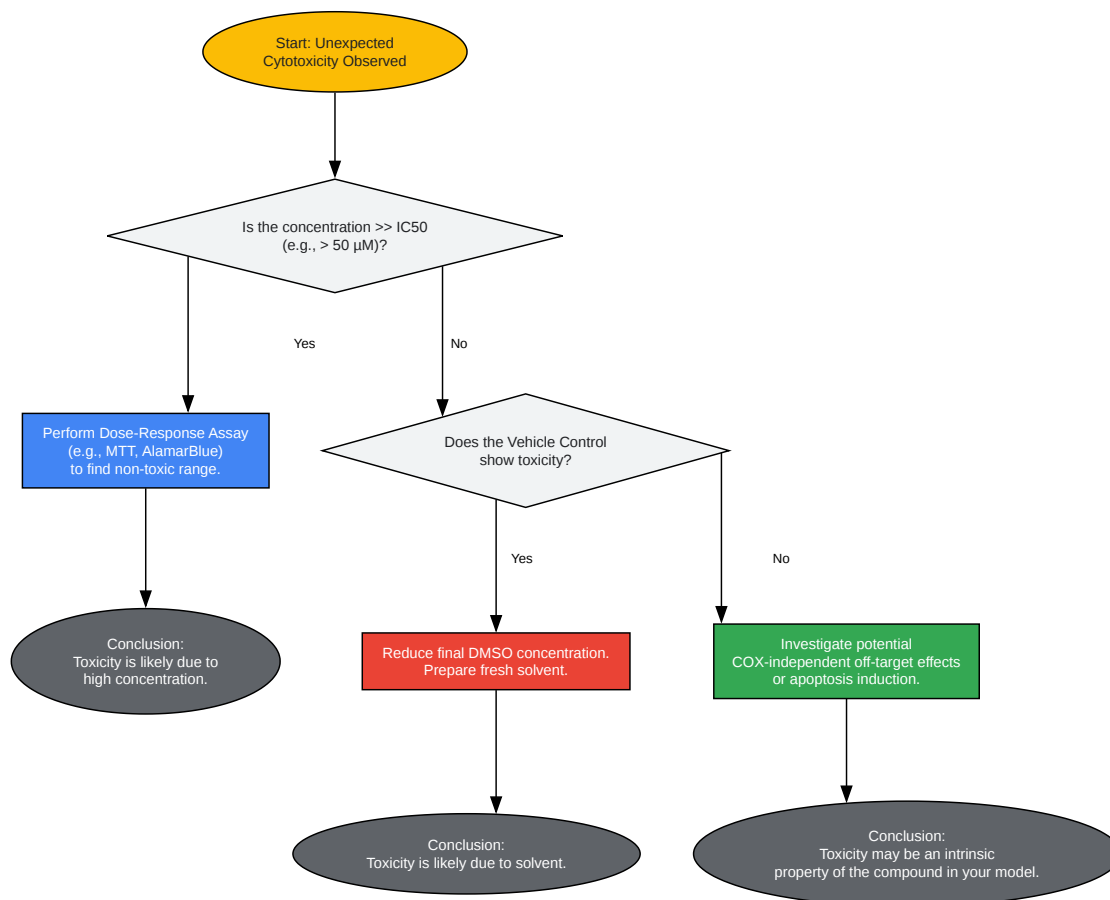 Start: Unexpected
Cytotoxicity Observed
Is the concentration >> IC50
(e.g., > 50 µM)?
Yes
No
Perform Dose-Response Assay
(e.g., MTT, AlamarBlue)
to find non-toxic range.
Does the Vehicle Control
show toxicity?
Yes
No
Conclusion:
Toxicity is likely due to
high concentration.
Reduce final DMSO concentration.
Prepare fresh solvent.
Investigate potential
COX-independent off-target effects
or apoptosis induction.
Conclusion:
Toxicity is likely due to solvent.
Conclusion:
Toxicity may be an intrinsic
property of the compound in your model.